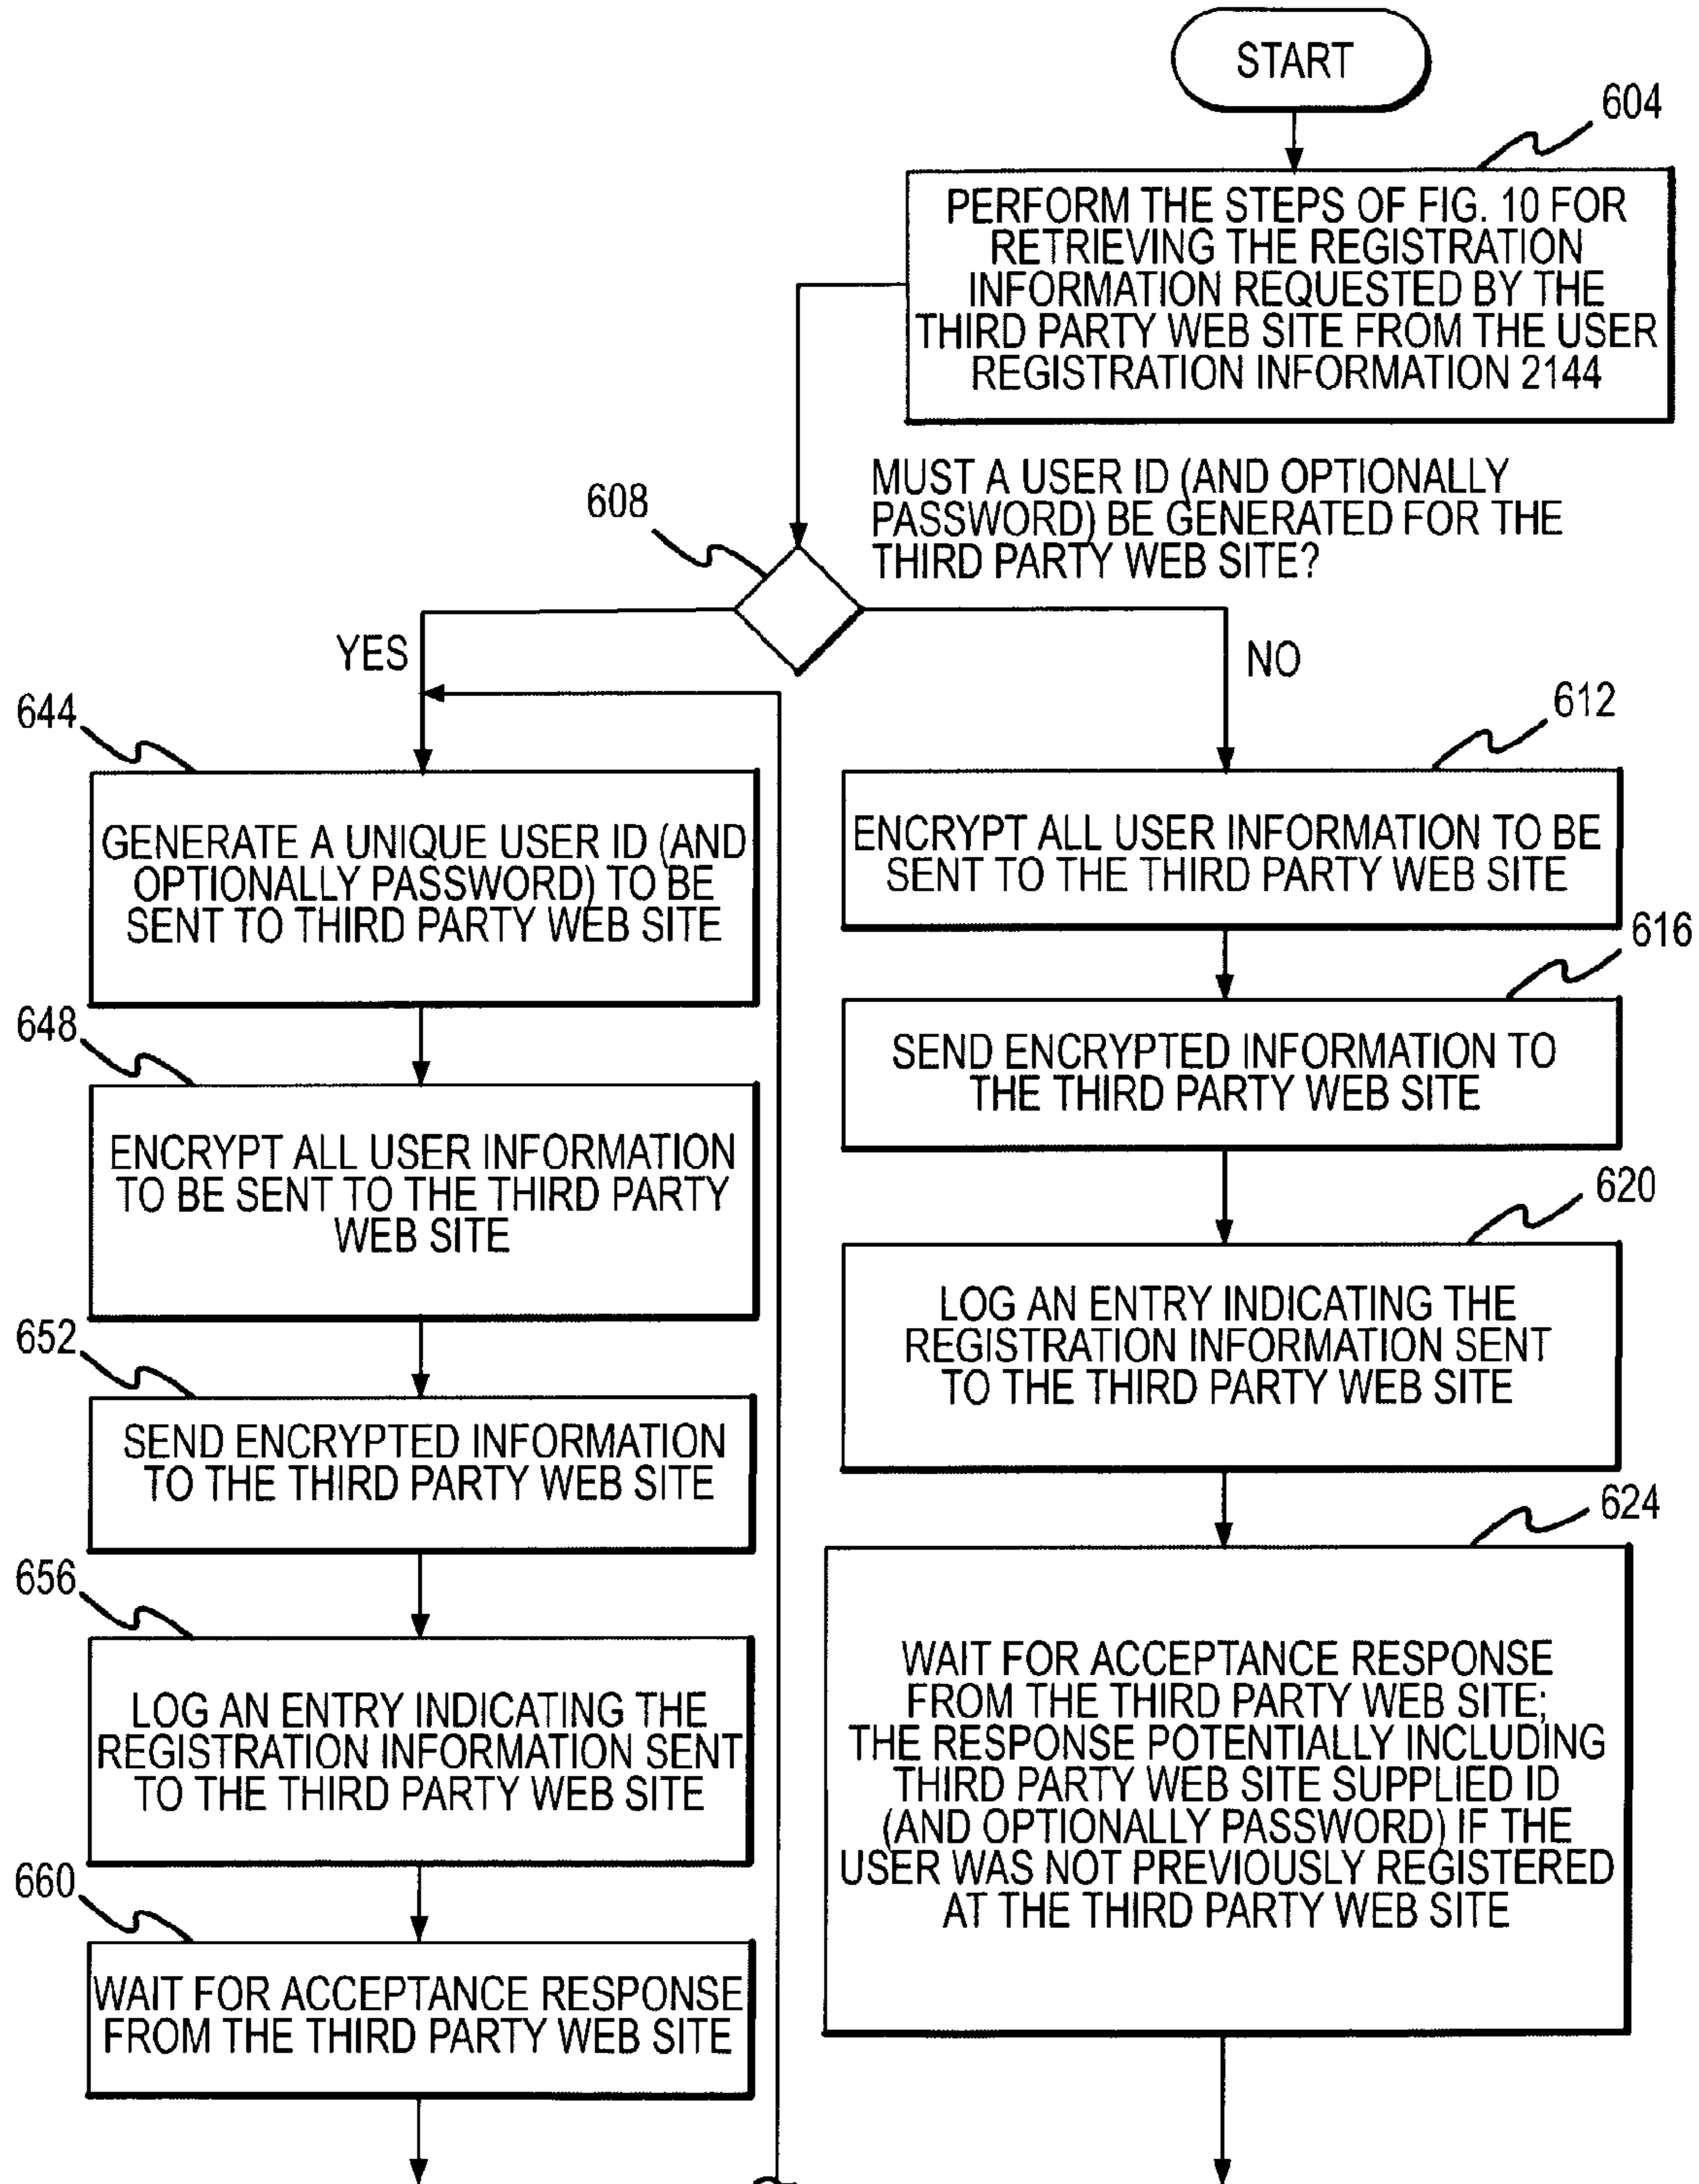 START
604
PERFORM THE STEPS OF FIG. 10 FOR
RETRIEVING THE REGISTRATION
INFORMATION REQUESTED BY THE
THIRD PARTY WEB SITE FROM THE USER
REGISTRATION INFORMATION 2144
608
MUST A USER ID (AND OPTIONALLY
PASSWORD) BE GENERATED FOR THE
THIRD PARTY WEB SITE?
YES
NO
644
GENERATE A UNIQUE USER ID (AND
OPTIONALLY PASSWORD) TO BE
SENT TO THIRD PARTY WEB SITE
648
ENCRYPT ALL USER INFORMATION
TO BE SENT TO THE THIRD PARTY
WEB SITE
652
SEND ENCRYPTED INFORMATION
TO THE THIRD PARTY WEB SITE
656
LOG AN ENTRY INDICATING THE
REGISTRATION INFORMATION SENT
TO THE THIRD PARTY WEB SITE
660
WAIT FOR ACCEPTANCE RESPONSE
FROM THE THIRD PARTY WEB SITE
612
ENCRYPT ALL USER INFORMATION TO BE
SENT TO THE THIRD PARTY WEB SITE
616
SEND ENCRYPTED INFORMATION TO
THE THIRD PARTY WEB SITE
620
LOG AN ENTRY INDICATING THE
REGISTRATION INFORMATION SENT
TO THE THIRD PARTY WEB SITE
624
WAIT FOR ACCEPTANCE RESPONSE
FROM THE THIRD PARTY WEB SITE;
THE RESPONSE POTENTIALLY INCLUDING
THIRD PARTY WEB SITE SUPPLIED ID
(AND OPTIONALLY PASSWORD) IF THE
USER WAS NOT PREVIOUSLY REGISTERED
AT THE THIRD PARTY WEB SITE